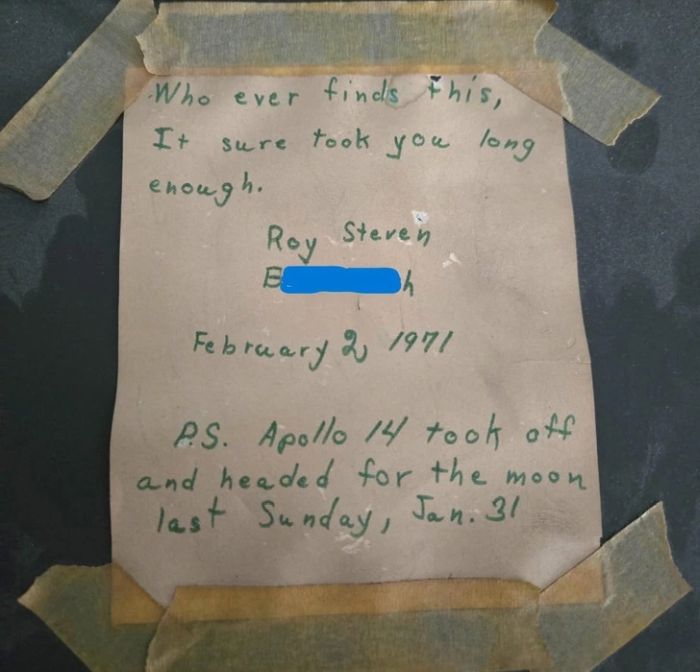 Who ever finds this,
It sure took you long
enough.
Roy Steven
February 2, 1971
P.S. Apollo 14 took off
and headed for the moon
last Sunday, Jan. 31